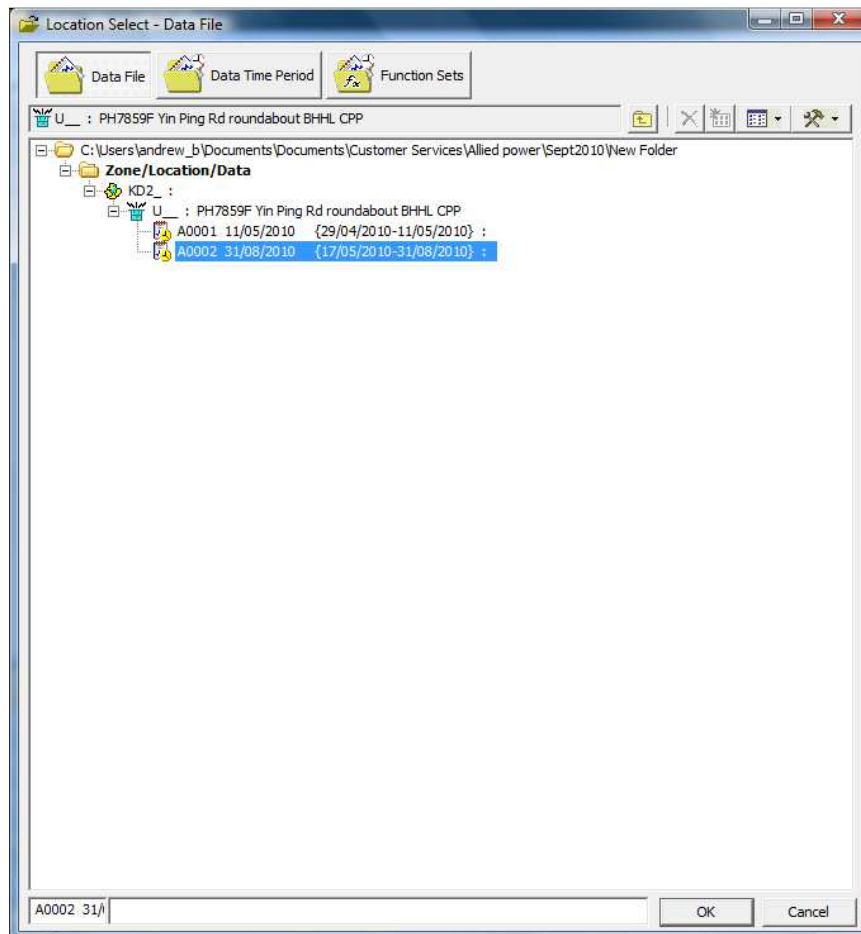 Location Select - Data File
Data File Data Time Period Function Sets
U__ : PH7859F Yin Ping Rd roundabout BHHL CPP
C:\Users\andrew_b\Documents\Documents\Customer Services\Allied power\Sept2010\New Folder
Zone/Location/Data
KD2_ :
U__ : PH7859F Yin Ping Rd roundabout BHHL CPP
A0001 11/05/2010 {29/04/2010-11/05/2010} :
A0002 31/08/2010 {17/05/2010-31/08/2010} :
A0002 31/
OK Cancel